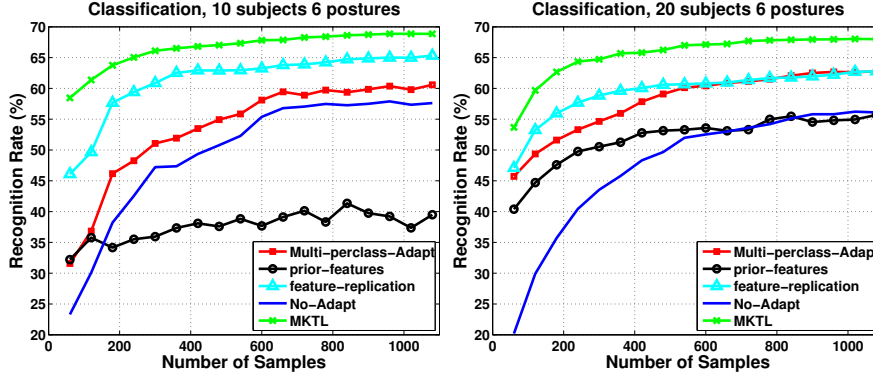 Classification, 10 subjects 6 postures
70
65
60
55
50
45
40
35
30
25
20
Recognition Rate (%)
0
200
400
600
800
1000
Number of Samples
Multi-perclass-Adapt
prior-features
feature-replication
No-Adapt
MKTL
Classification, 20 subjects 6 postures
70
65
60
55
50
45
40
35
30
25
20
Recognition Rate (%)
0
200
400
600
800
1000
Number of Samples
Multi-perclass-Adapt
prior-features
feature-replication
No-Adapt
MKTL